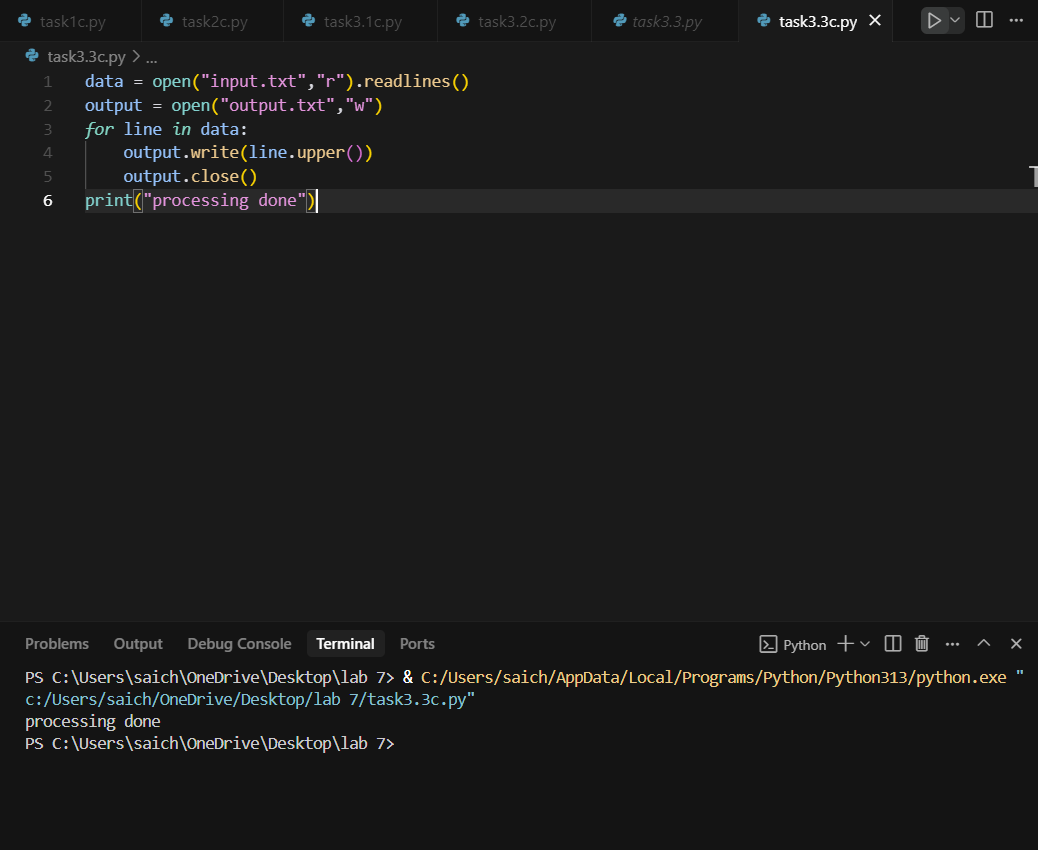 task1c.py task2c.py task3.1c.py task3.2c.py task3.3.py task3.3c.py
task3.3c.py > ...
1 data = open("input.txt","r").readlines()
2 output = open("output.txt","w")
3 for line in data:
4     output.write(line.upper())
5     output.close()
6 print("processing done")
Problems Output Debug Console Terminal Ports Python
PS C:\Users\saich\OneDrive\Desktop\lab 7> & C:/Users/saich/AppData/Local/Programs/Python/Python313/python.exe "
c:/Users/saich/OneDrive/Desktop/lab 7/task3.3c.py"
processing done
PS C:\Users\saich\OneDrive\Desktop\lab 7>